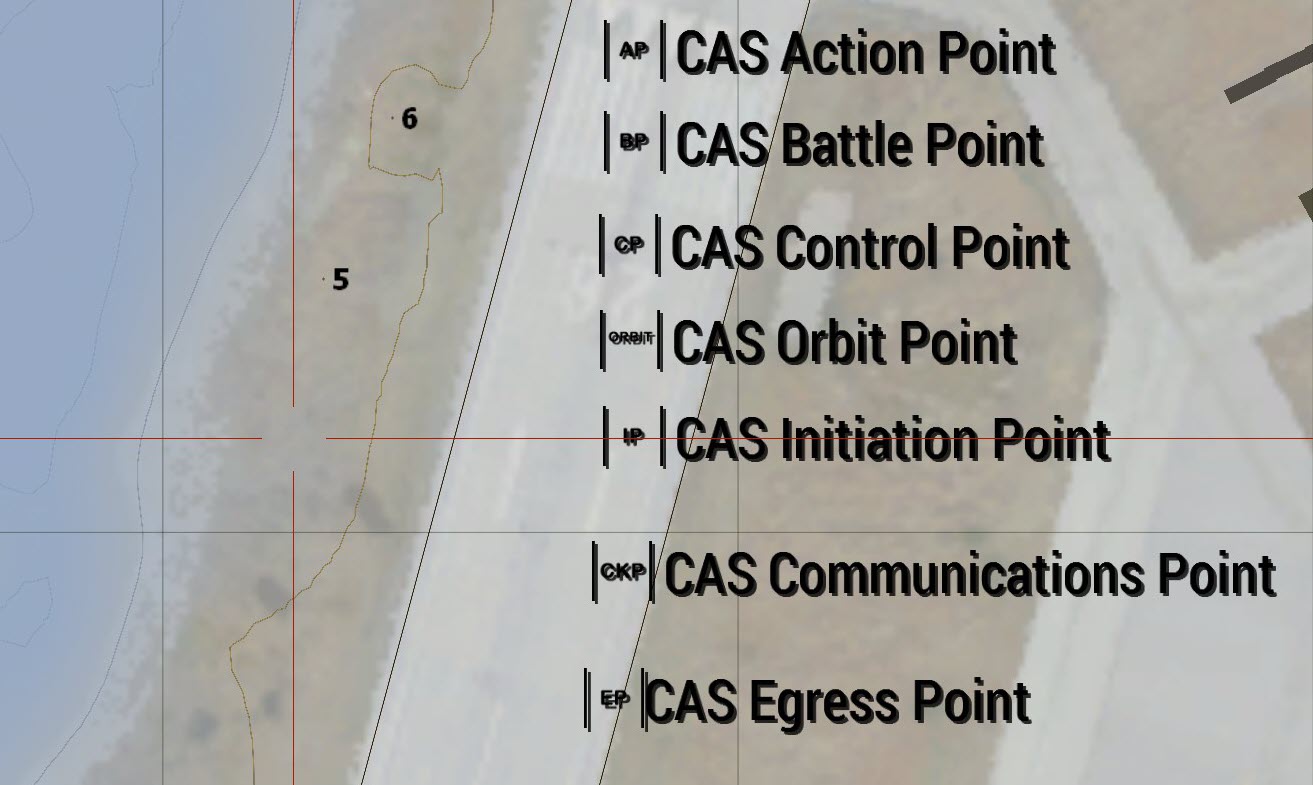 AP CAS Action Point
6
BP CAS Battle Point
CP CAS Control Point
5
ORBIT CAS Orbit Point
IP CAS Initiation Point
CKP CAS Communications Point
EP CAS Egress Point